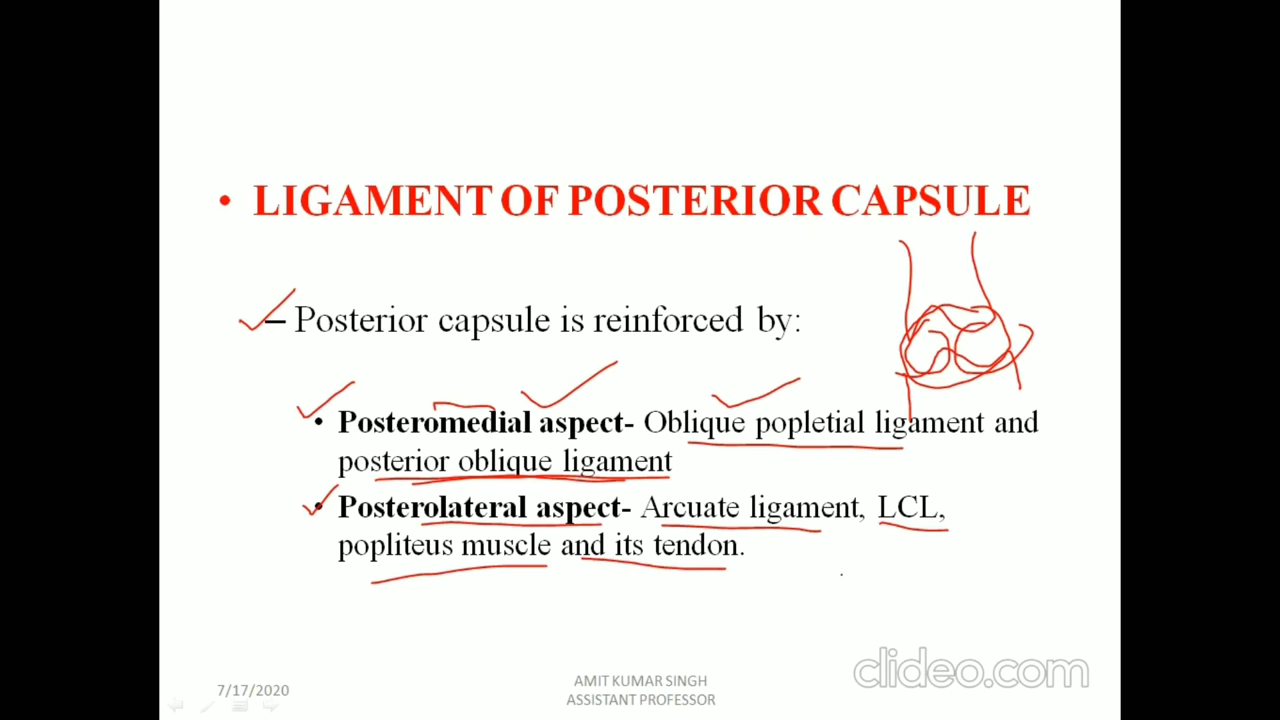 • LIGAMENT OF POSTERIOR CAPSULE
– Posterior capsule is reinforced by:
• Posteromedial aspect- Oblique popletial ligament and
posterior oblique ligament
• Posterolateral aspect- Arcuate ligament, LCL,
popliteus muscle and its tendon.
clideo.com
7/17/2020
AMIT KUMAR SINGH
ASSISTANT PROFESSOR